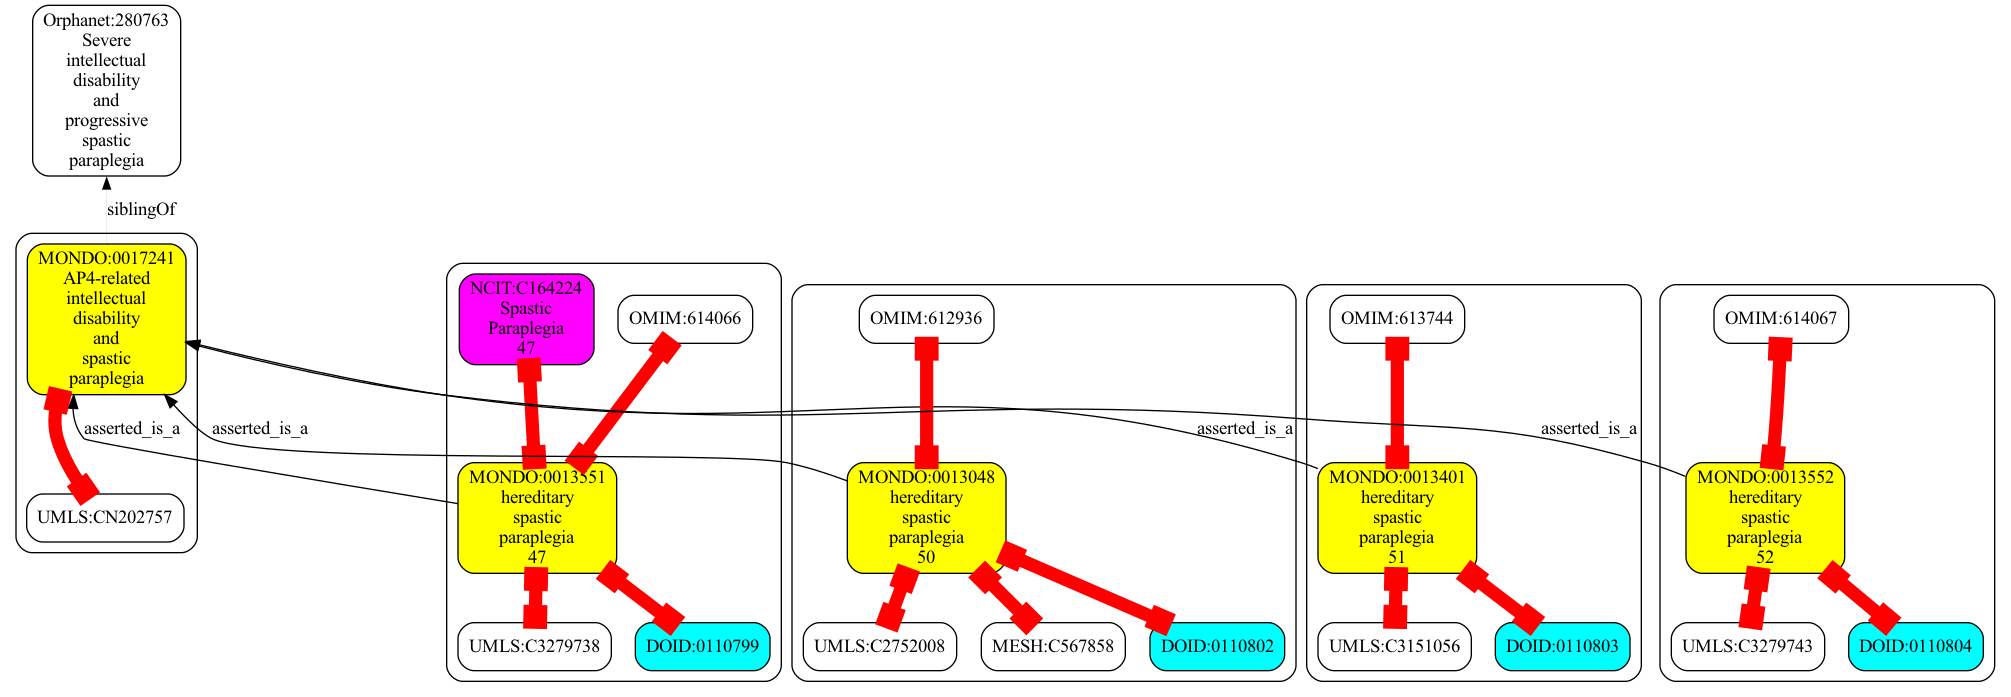 Orphanet:280763
Severe
intellectual
disability
and
progressive
spastic
paraplegia
siblingOf
MONDO:0017241
AP4-related
intellectual
disability
and
spastic
paraplegia
asserted_is_a
asserted_is_a
UMLS:CN202757
NCIT:C164224
Spastic
Paraplegia
47
OMIM:614066
MONDO:0013551
hereditary
spastic
paraplegia
47
UMLS:C3279738
DOID:0110799
OMIM:612936
MONDO:0013048
hereditary
spastic
paraplegia
50
UMLS:C2752008
MESH:C567858
DOID:0110802
asserted_is_a
OMIM:613744
MONDO:0013401
hereditary
spastic
paraplegia
51
UMLS:C3151056
DOID:0110803
asserted_is_a
OMIM:614067
MONDO:0013552
hereditary
spastic
paraplegia
52
UMLS:C3279743
DOID:0110804